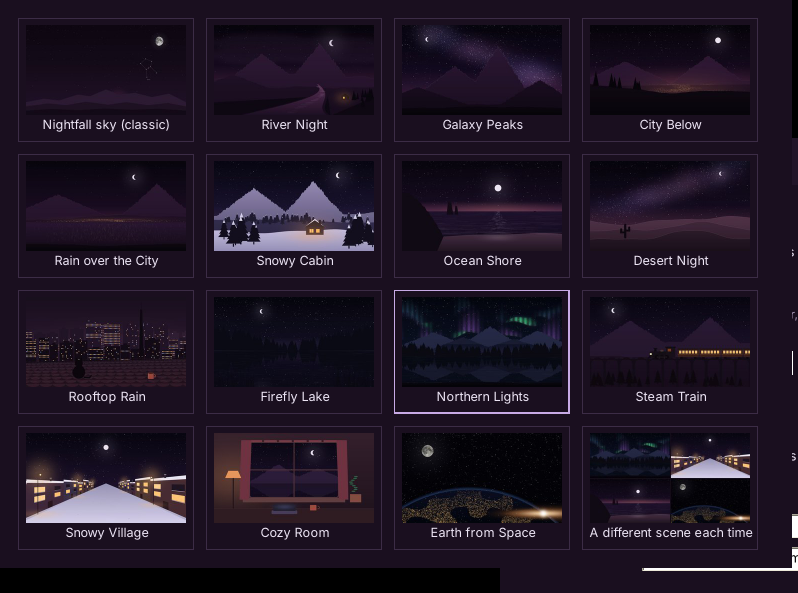 Nightfall sky (classic)
River Night
Galaxy Peaks
City Below
Rain over the City
Snowy Cabin
Ocean Shore
Desert Night
Rooftop Rain
Firefly Lake
Northern Lights
Steam Train
Snowy Village
Cozy Room
Earth from Space
A different scene each time